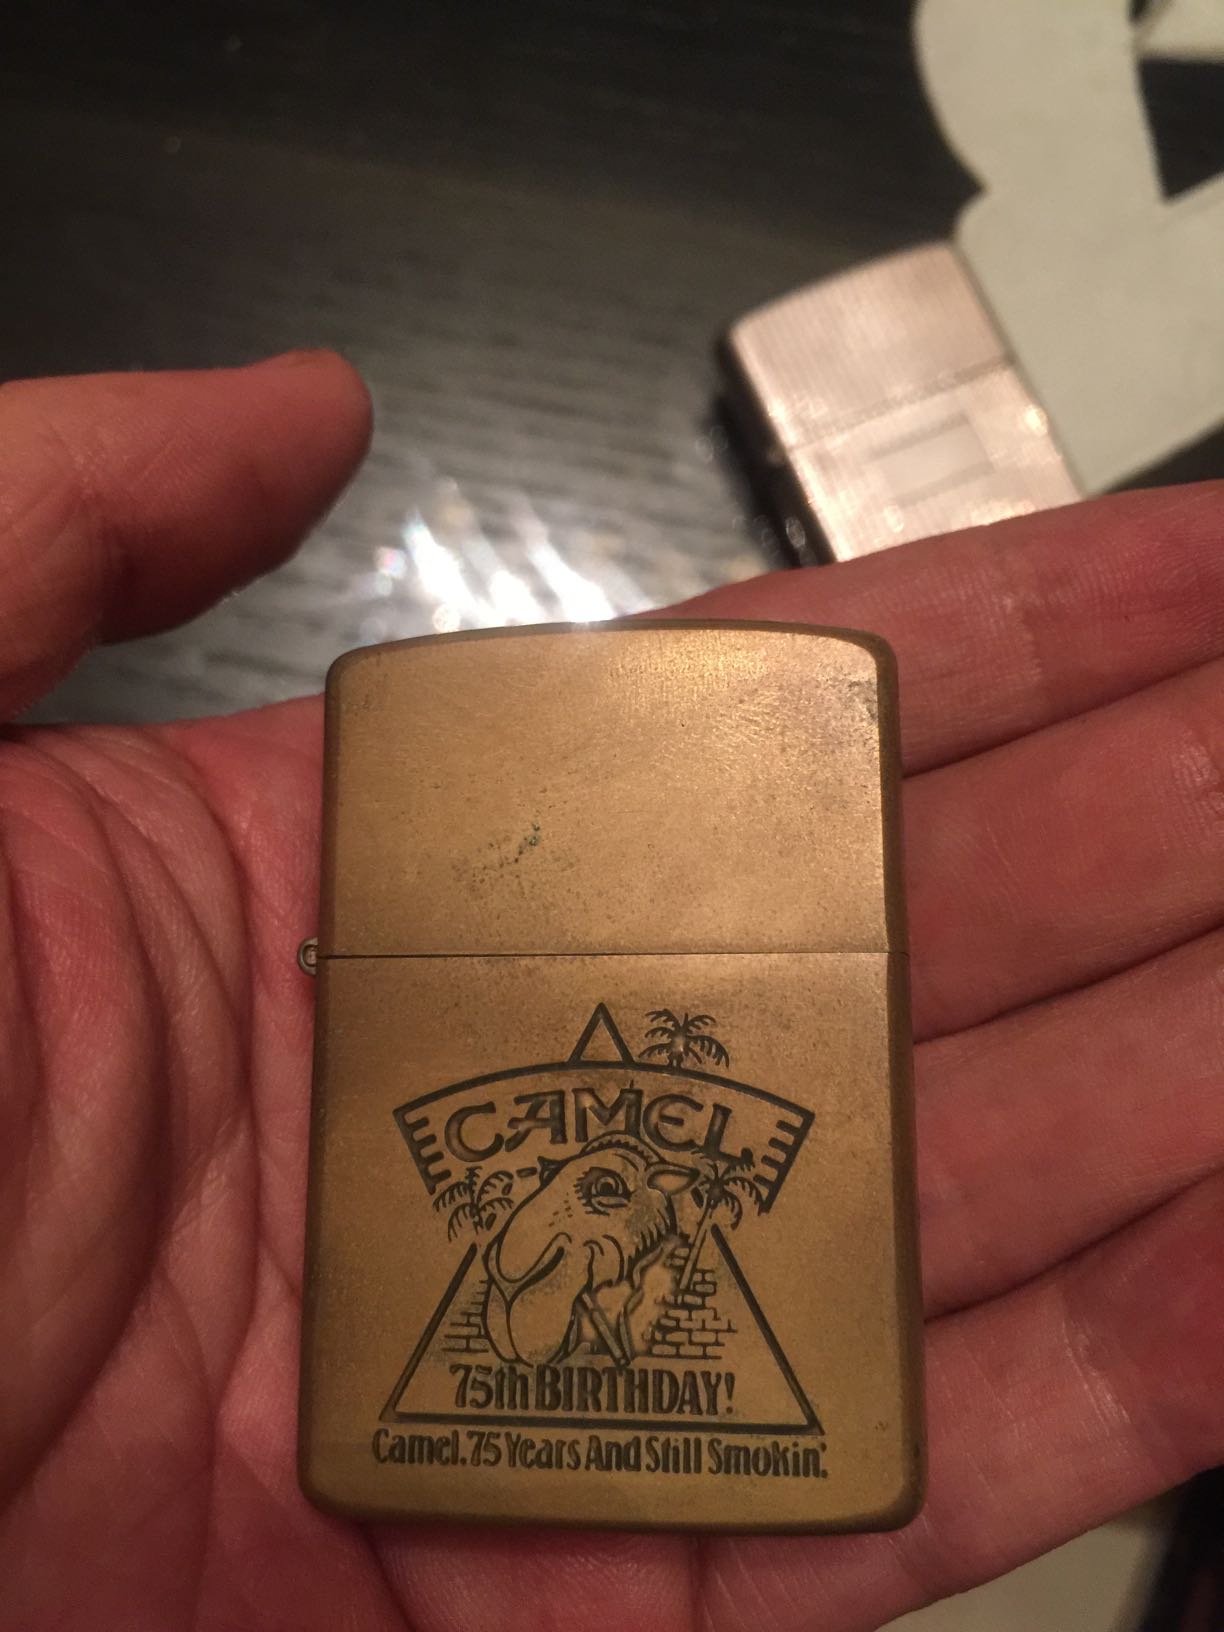 CAMEL
75th BIRTHDAY!
Camel. 75 Years And Still Smokin'.